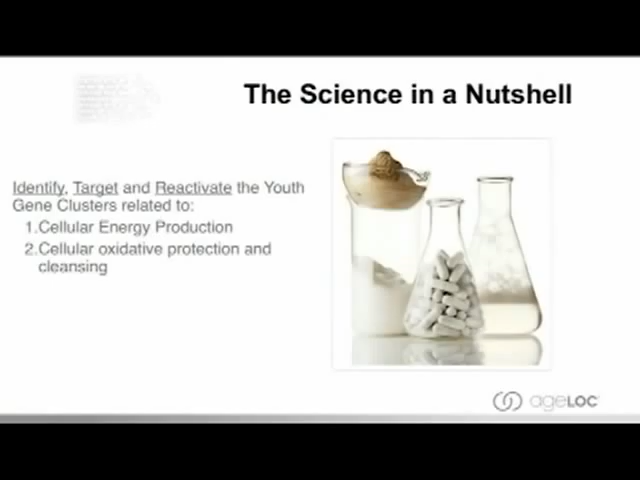 The Science in a Nutshell
Identify, Target and Reactivate the Youth
Gene Clusters related to:
1.Cellular Energy Production
2.Cellular oxidative protection and
cleansing
ageLOC